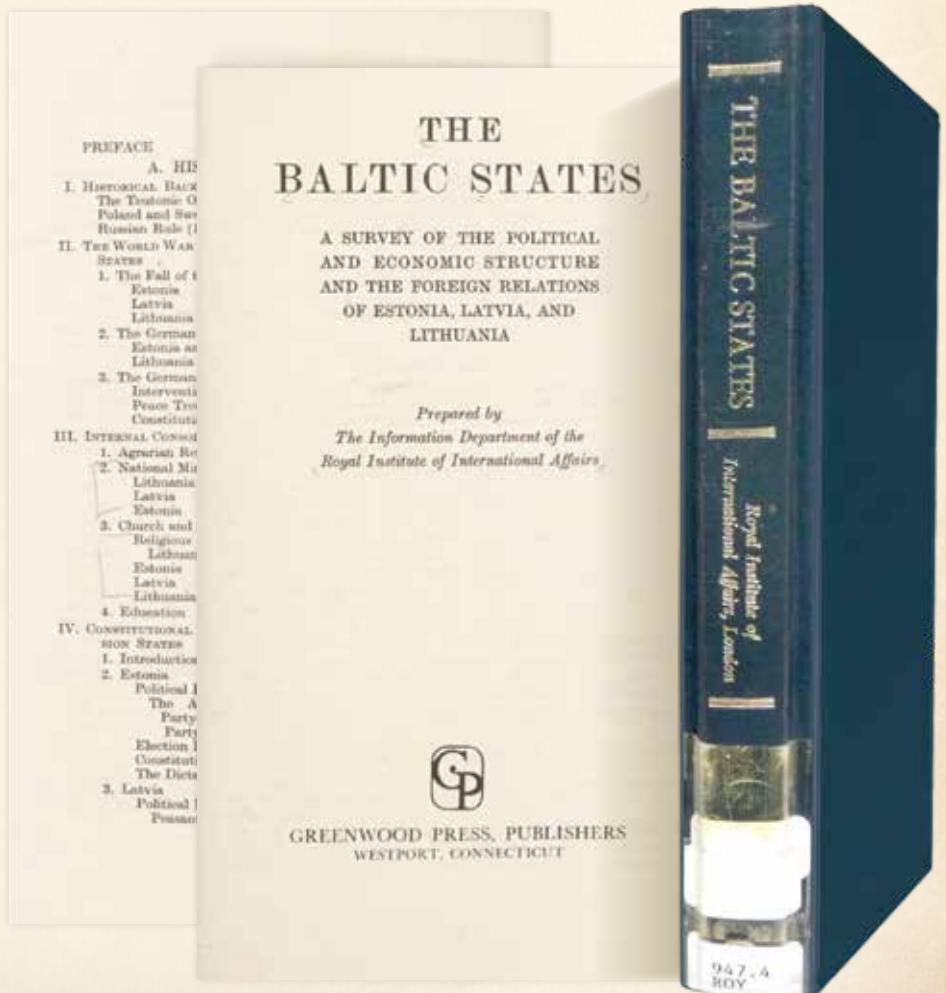 PREFACE
A. HIS
I. HISTORICAL BACK
The Teutonic O
Poland and Swe
Russian Rule (1
II. THE WORLD WAR
STATES .
1. The Fall of t
Estonia
Latvia
Lithuania
2. The German
Estonia an
Lithuania
3. The German
Interventi
Peace Trea
Constituti
III. INTERNAL CONSOL
1. Agrarian Re
2. National Min
Lithuania
Latvia
Estonia
3. Church and
Religious
Lithuan
Estonia
Latvia
Lithuania
4. Education
IV. CONSTITUTIONAL
SION STATES
1. Introduction
2. Estonia
Political
The A
Party
Party
Election
Constituti
The Dicta
3. Latvia
Political
Peasan
THE
BALTIC STATES
A SURVEY OF THE POLITICAL
AND ECONOMIC STRUCTURE
AND THE FOREIGN RELATIONS
OF ESTONIA, LATVIA, AND
LITHUANIA
Prepared by
The Information Department of the
Royal Institute of International Affairs
GP
GREENWOOD PRESS, PUBLISHERS
WESTPORT, CONNECTICUT
THE BALTIC STATES
Royal Institute of
International Affairs, London
947.4
ROY